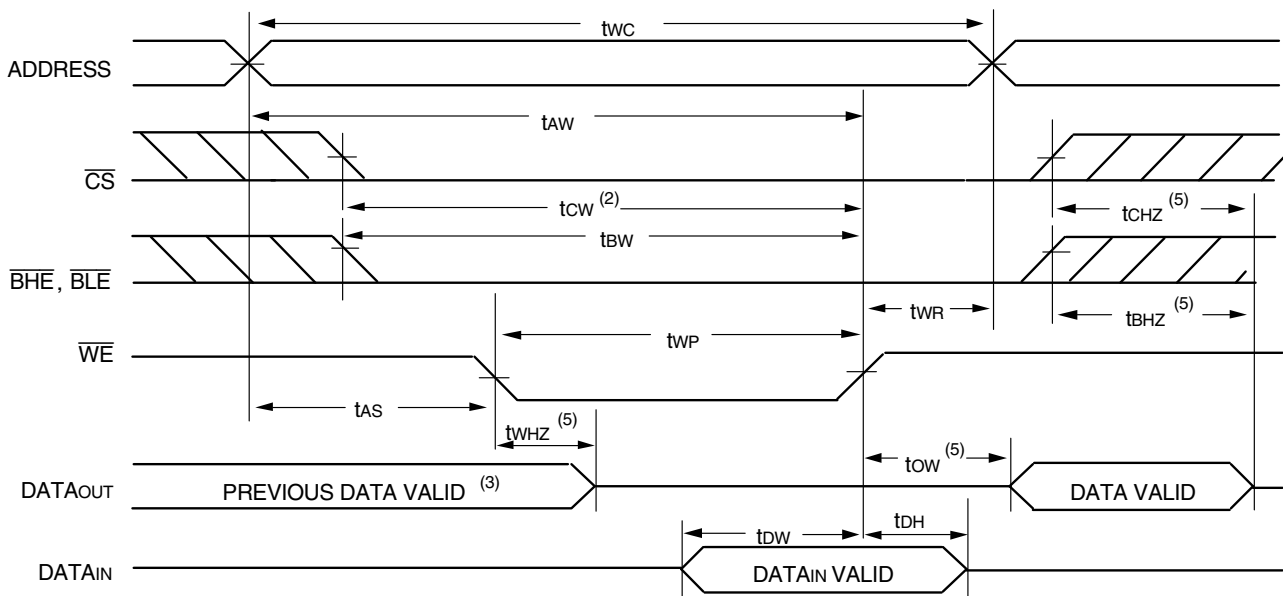 tWC
ADDRESS
tAW
CS
tCW (2)
tCHZ (5)
tBW
BHE, BLE
tWR
tBHZ (5)
tWP
WE
tAS
tWHZ (5)
tOW (5)
DATAOUT
PREVIOUS DATA VALID (3)
DATA VALID
tDW
tDH
DATAIN
DATAIN VALID